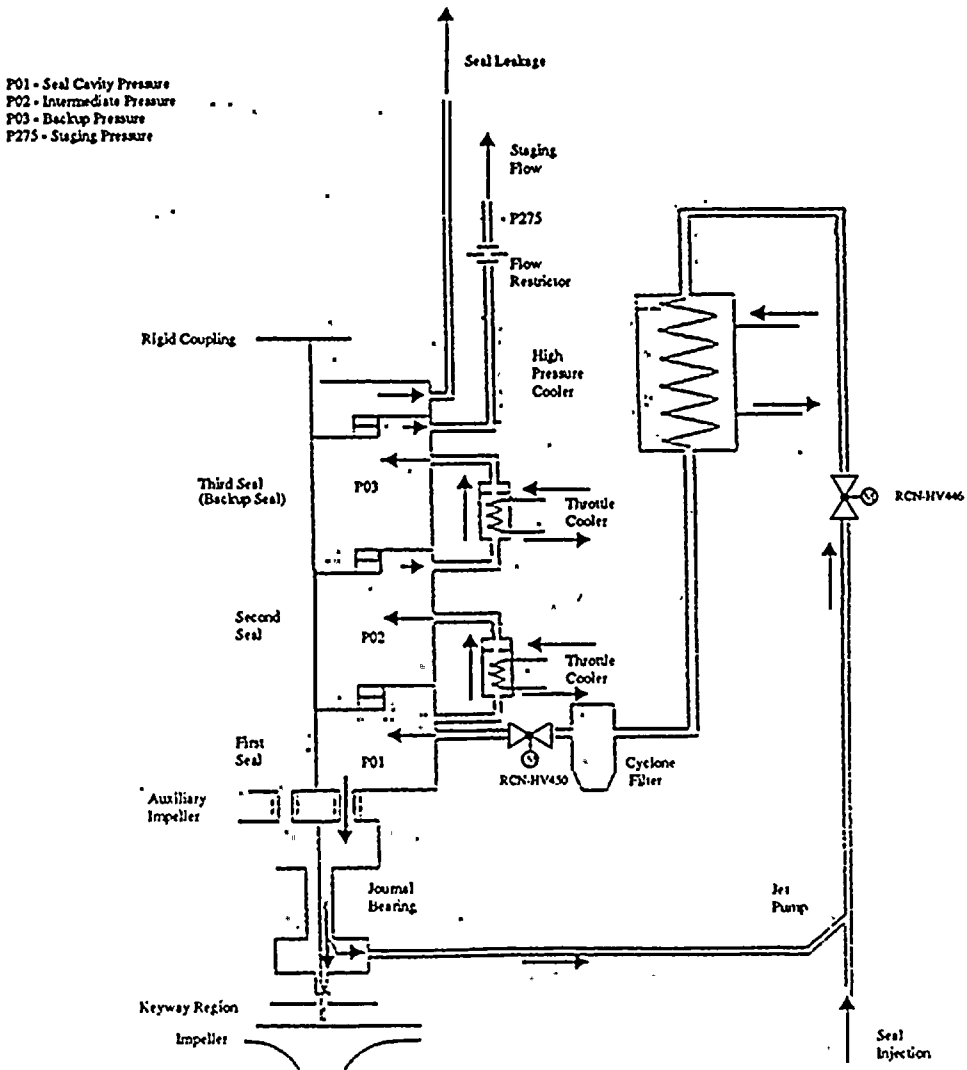 P01 - Seal Cavity Pressure
P02 - Intermediate Pressure
P03 - Backup Pressure
P275 - Staging Pressure
Seal Leakage
Staging
Flow
P275
Flow
Restrictor
Rigid Coupling
High
Pressure
Cooler
Third Seal
(Backup Seal)
P03
Throttle
Cooler
RCN-HV446
Second
Seal
P02
Throttle
Cooler
First
Seal
P01
RCN-HV450
Cyclone
Filter
Auxiliary
Impeller
Journal
Bearing
Jet
Pump
Keyway Region
Impeller
Seal
Injection